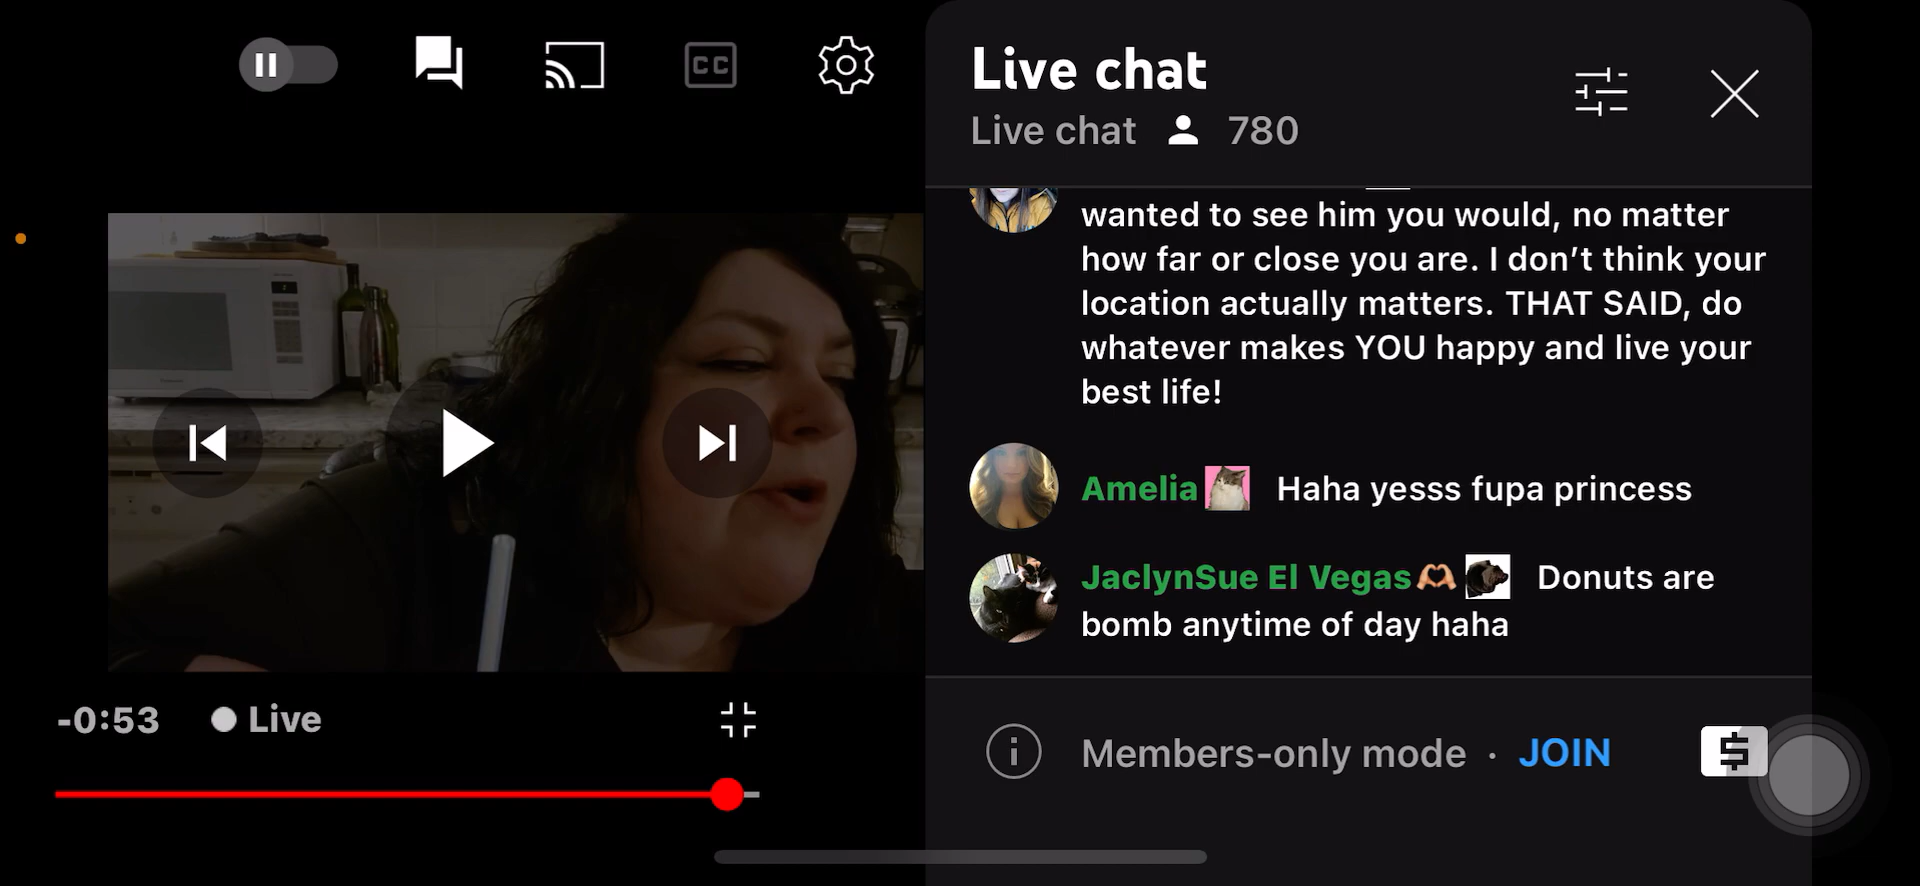 CC
Live chat
Live chat 780
wanted to see him you would, no matter
how far or close you are. I don’t think your
location actually matters. THAT SAID, do
whatever makes YOU happy and live your
best life!
Amelia Haha yesss fupa princess
JaclynSue El Vegas🫶🏼 Donuts are
bomb anytime of day haha
-0:53 Live
Members-only mode · JOIN
$